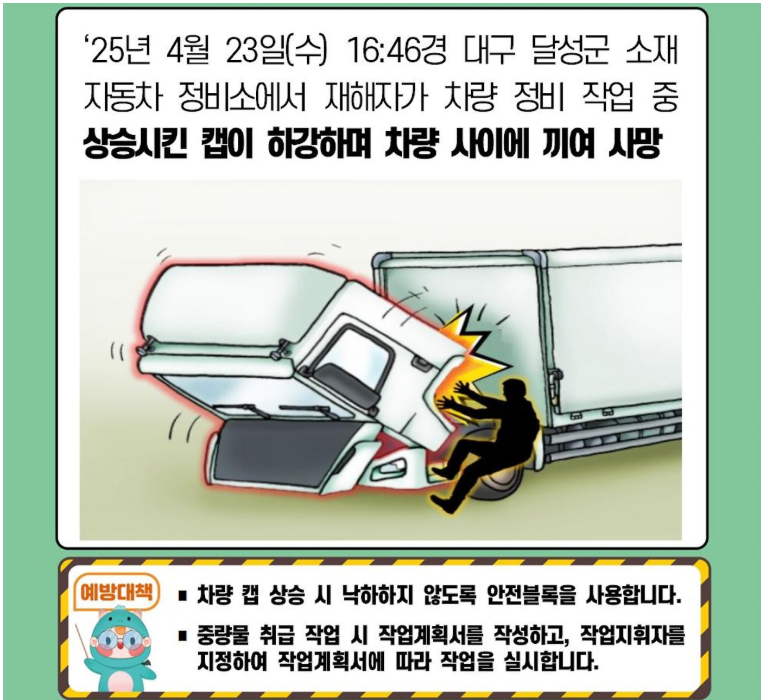 ‘25년 4월 23일(수) 16:46경 대구 달성군 소재
자동차 정비소에서 재해자가 차량 정비 작업 중
상승시킨 캡이 하강하며 차량 사이에 끼여 사망
예방대책
▪ 차량 캡 상승 시 낙하하지 않도록 안전블록을 사용합니다.
▪ 중량물 취급 작업 시 작업계획서를 작성하고, 작업지휘자를
지정하여 작업계획서에 따라 작업을 실시합니다.